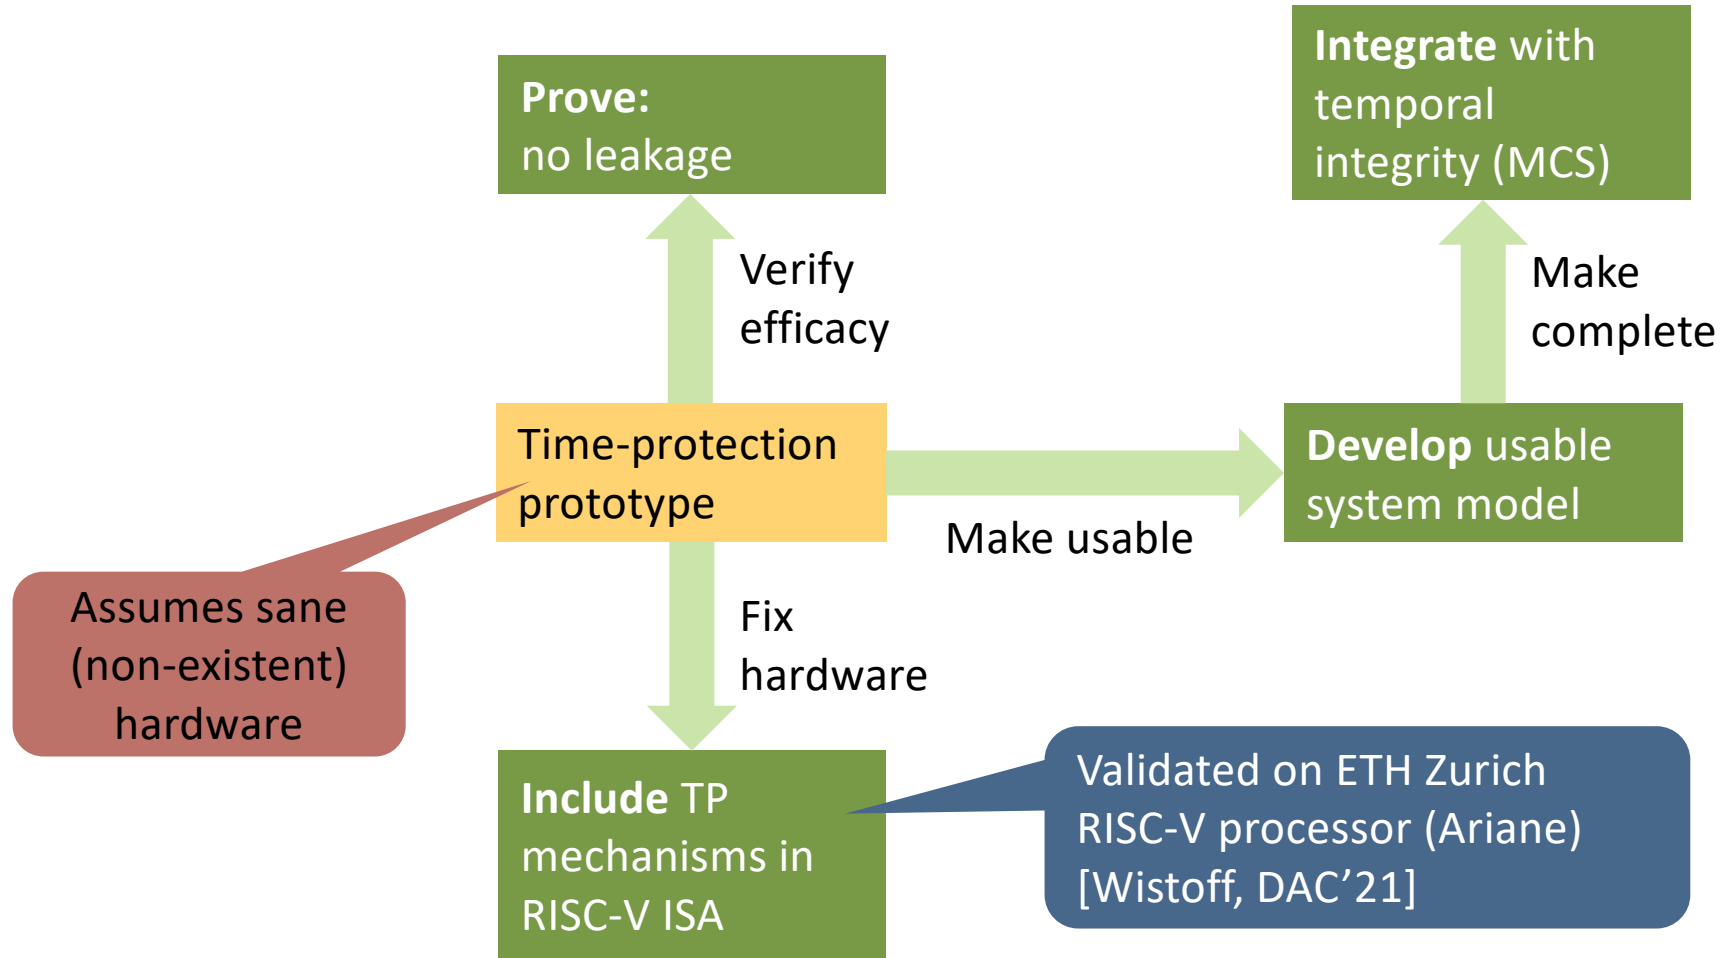 Prove:
no leakage
Integrate with
temporal
integrity (MCS)
Verify
efficacy
Make
complete
Time-protection
prototype
Make usable
Develop usable
system model
Assumes sane
(non-existent)
hardware
Fix
hardware
Include TP
mechanisms in
RISC-V ISA
Validated on ETH Zurich
RISC-V processor (Ariane)
[Wistoff, DAC’21]